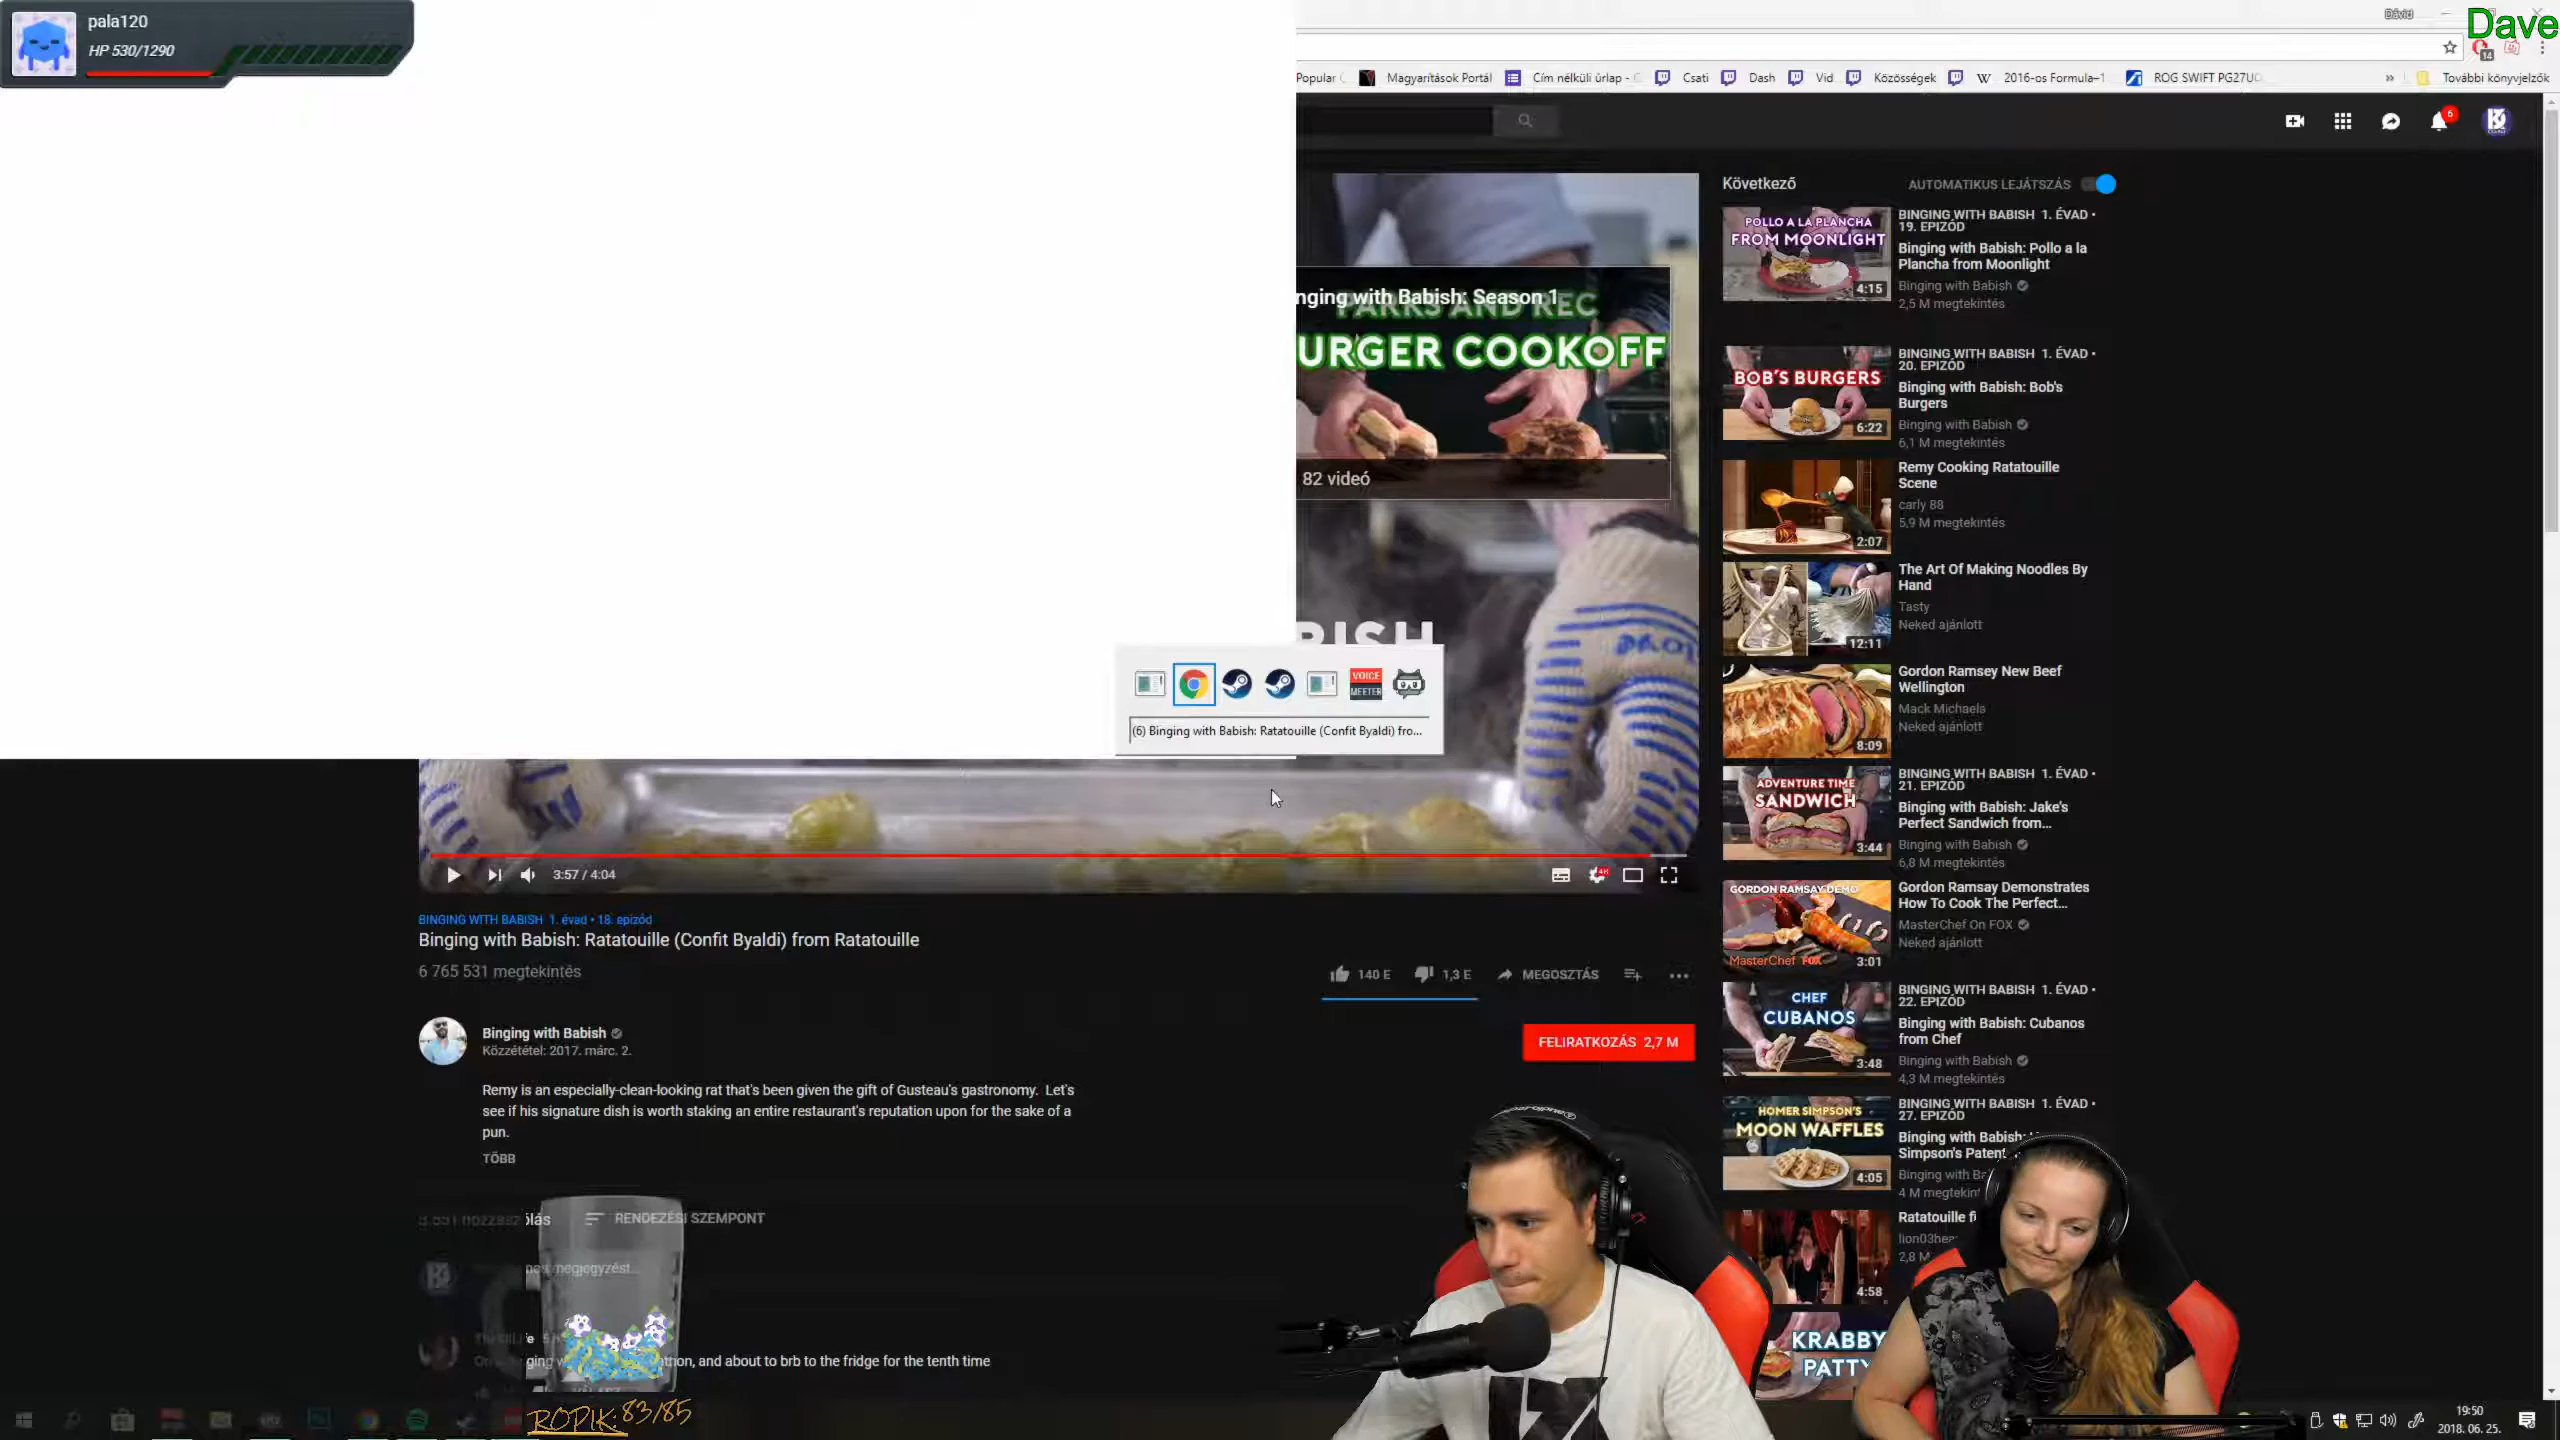 pala120
HP 530/1290
Dávid
Dave
Popular
Magyarítások Portál
Cím nélküli űrlap -
Csati
Dash
Vid
Közösségek
W
2016-os Formula–1
ROG SWIFT PG27U
»
További könyvjelzők
14
6
nging with Babish: Season 1
PARKS AND REC
URGER COOKOFF
82 videó
Következő
AUTOMATIKUS LEJÁTSZÁS
POLLO A LA PLANCHA
FROM MOONLIGHT
4:15
BINGING WITH BABISH 1. ÉVAD •
19. EPIZÓD
Binging with Babish: Pollo a la
Plancha from Moonlight
Binging with Babish
2,5 M megtekintés
BOB'S BURGERS
6:22
BINGING WITH BABISH 1. ÉVAD •
20. EPIZÓD
Binging with Babish: Bob's
Burgers
Binging with Babish
6,1 M megtekintés
2:07
Remy Cooking Ratatouille
Scene
carly 88
5,9 M megtekintés
12:11
The Art Of Making Noodles By
Hand
Tasty
Neked ajánlott
8:09
Gordon Ramsey New Beef
Wellington
Mack Michaels
Neked ajánlott
ADVENTURE TIME
SANDWICH
3:44
BINGING WITH BABISH 1. ÉVAD •
21. EPIZÓD
Binging with Babish: Jake's
Perfect Sandwich from...
Binging with Babish
6,8 M megtekintés
GORDON RAMSAY DEMO
MasterChef FOX
3:01
Gordon Ramsay Demonstrates
How To Cook The Perfect...
MasterChef On FOX
Neked ajánlott
CHEF
CUBANOS
3:48
BINGING WITH BABISH 1. ÉVAD •
22. EPIZÓD
Binging with Babish: Cubanos
from Chef
Binging with Babish
4,3 M megtekintés
HOMER SIMPSON'S
MOON WAFFLES
4:05
BINGING WITH BABISH 1. ÉVAD •
27. EPIZÓD
Binging with Babish:
Simpson's Paten
Binging with Ba
4 M megtekint
4:58
Ratatouille f
lion03hea
2,8 M
KRABBY
PATTY
BISH
VOICE
MEETER
(6) Binging with Babish: Ratatouille (Confit Byaldi) fro...
3:57 / 4:04
BINGING WITH BABISH 1. évad • 18. epizód
Binging with Babish: Ratatouille (Confit Byaldi) from Ratatouille
6 765 531 megtekintés
140 E
1,3 E
MEGOSZTÁS
Binging with Babish
Közzététel: 2017. márc. 2.
FELIRATKOZÁS 2,7 M
Remy is an especially-clean-looking rat that's been given the gift of Gusteau's gastronomy. Let's
see if his signature dish is worth staking an entire restaurant's reputation upon for the sake of a
pun.
TÖBB
RENDEZÉSI SZEMPONT
megjegyzést...
thon, and about to brb to the fridge for the tenth time
ROPIK: 83/85
19:50
2018. 06. 25.